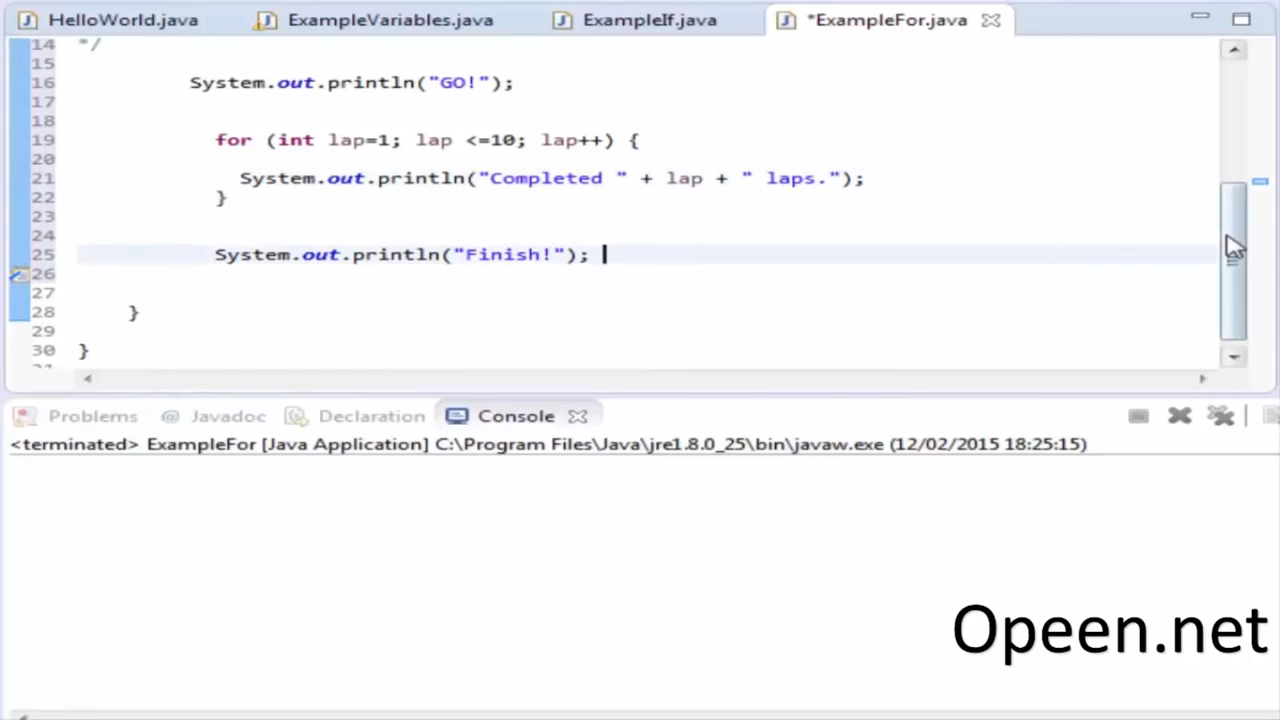 HelloWorld.java ExampleVariables.java ExampleIf.java *ExampleFor.java
14 */
15
16 System.out.println("GO!");
17
18
19 for (int lap=1; lap <=10; lap++) {
20
21 System.out.println("Completed " + lap + " laps.");
22 }
23
24
25 System.out.println("Finish!");
26
27
28 }
29
30 }
Problems @ Javadoc Declaration Console
<terminated> ExampleFor [Java Application] C:\Program Files\Java\jre1.8.0_25\bin\javaw.exe (12/02/2015 18:25:15)
Opeen.net